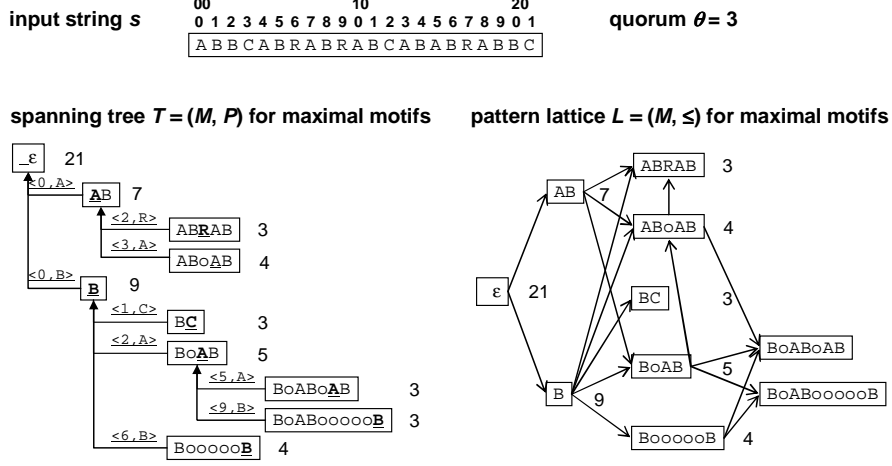 00 10 20
input string s 0 1 2 3 4 5 6 7 8 9 0 1 2 3 4 5 6 7 8 9 0 1 quorum θ = 3
A B B C A B R A B R A B C A B A B R A B B C
spanning tree T = (M, P) for maximal motifs
_ε 21
<0,A>
AB 7
<2,R>
ABRAB 3
<3,A>
ABoAB 4
<0,B>
B 9
<1,C>
BC 3
<2,A>
BoAB 5
<5,A>
BoABoAB 3
<9,B>
BoABoooooB 3
<6,B>
BoooooB 4
pattern lattice L = (M, ≤) for maximal motifs
ABRAB 3
AB 7
ABoAB 4
ε 21
BC 3
BoABoAB
BoAB 5
B 9
BoABoooooB
BoooooB 4